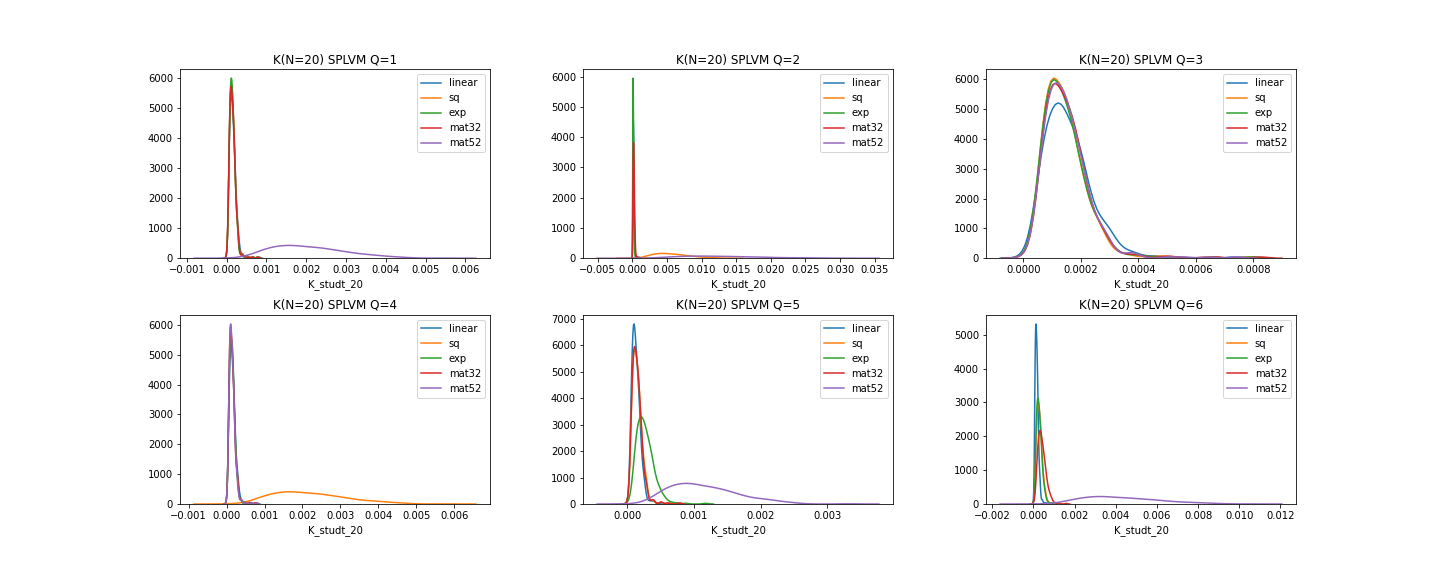 K(N=20) SPLVM Q=1
6000
5000
4000
3000
2000
1000
0
−0.001 0.000 0.001 0.002 0.003 0.004 0.005 0.006
K_studt_20
linear
sq
exp
mat32
mat52
K(N=20) SPLVM Q=2
6000
5000
4000
3000
2000
1000
0
−0.005 0.000 0.005 0.010 0.015 0.020 0.025 0.030 0.035
K_studt_20
linear
sq
exp
mat32
mat52
K(N=20) SPLVM Q=3
6000
5000
4000
3000
2000
1000
0
0.0000 0.0002 0.0004 0.0006 0.0008
K_studt_20
linear
sq
exp
mat32
mat52
K(N=20) SPLVM Q=4
6000
5000
4000
3000
2000
1000
0
−0.001 0.000 0.001 0.002 0.003 0.004 0.005 0.006
K_studt_20
linear
sq
exp
mat32
mat52
K(N=20) SPLVM Q=5
7000
6000
5000
4000
3000
2000
1000
0
0.000 0.001 0.002 0.003
K_studt_20
linear
sq
exp
mat32
mat52
K(N=20) SPLVM Q=6
5000
4000
3000
2000
1000
0
−0.002 0.000 0.002 0.004 0.006 0.008 0.010 0.012
K_studt_20
linear
sq
exp
mat32
mat52